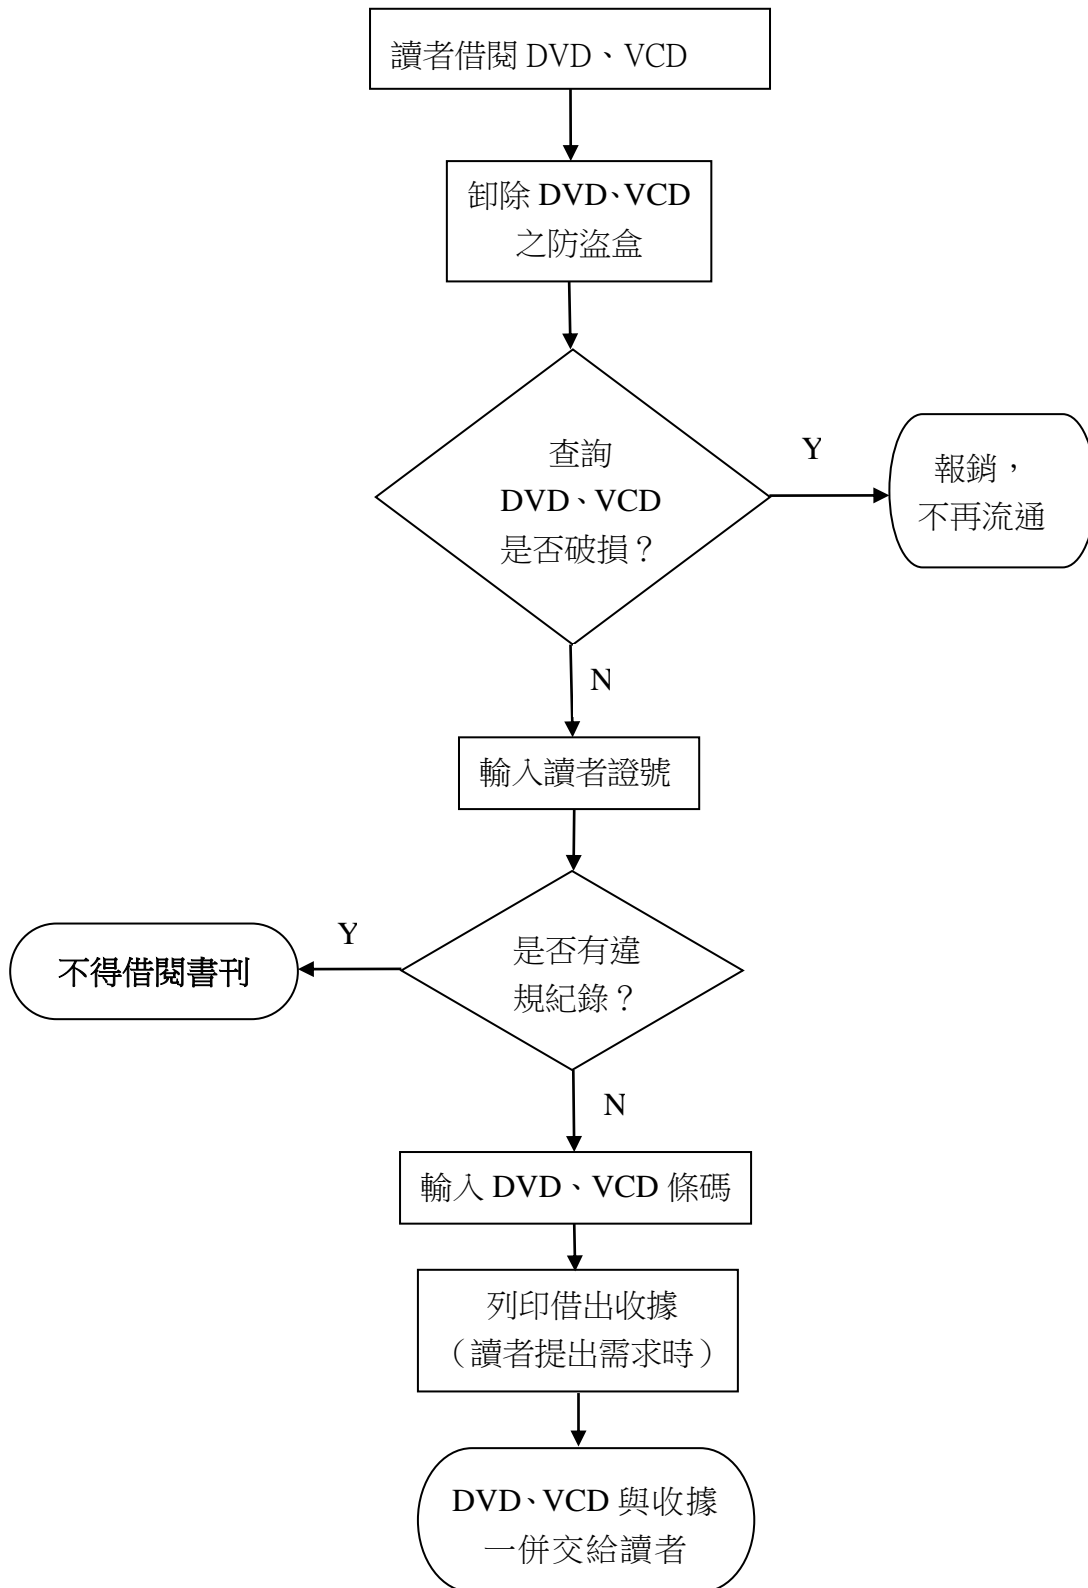 讀者借閱 DVD、VCD
卸除 DVD、VCD
之防盜盒
查詢
DVD、VCD
是否破損？
Y
報銷，
不再流通
N
輸入讀者證號
是否有違
規紀錄？
Y
不得借閱書刊
N
輸入 DVD、VCD 條碼
列印借出收據
（讀者提出需求時）
DVD、VCD 與收據
一併交給讀者